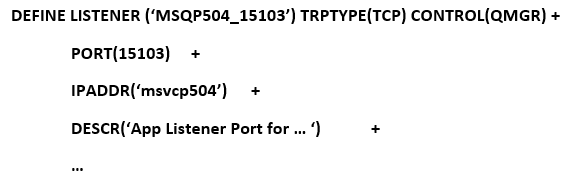 DEFINE LISTENER (‘MSQP504_15103’) TRPTYPE(TCP) CONTROL(QMGR) +
PORT(15103) +
IPADDR(‘msvcp504’) +
DESCR(‘App Listener Port for … ‘) +
…